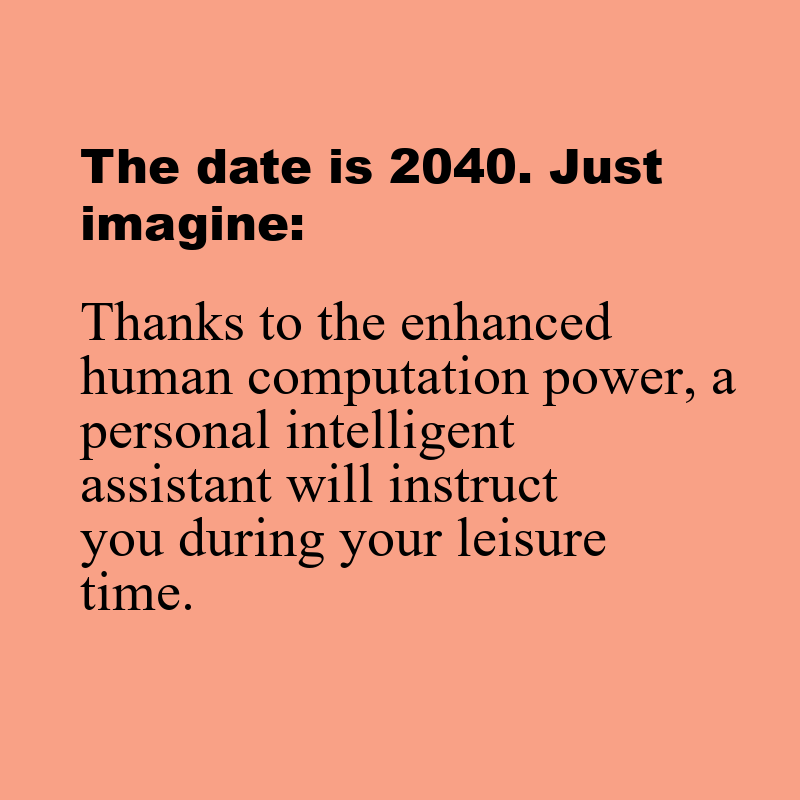 The date is 2040. Just
imagine:
Thanks to the enhanced
human computation power, a
personal intelligent
assistant will instruct
you during your leisure
time.